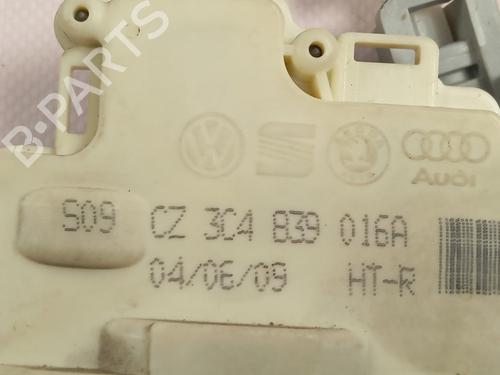 B-PARTS
Audi
S09 CZ 3C4 839 016A
04/06/09 HT-R